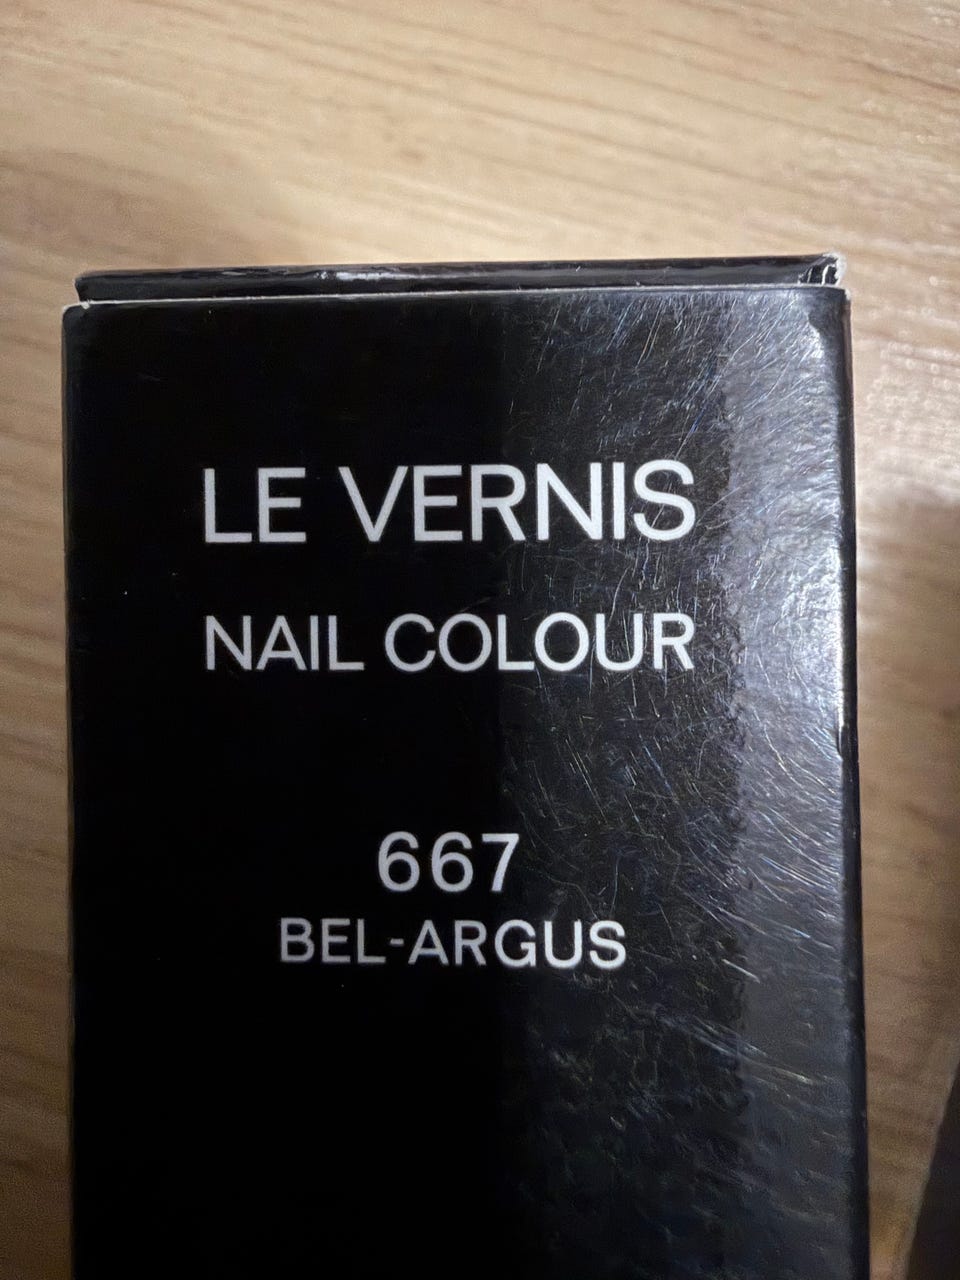 LE VERNIS
NAIL COLOUR
667
BEL-ARGUS